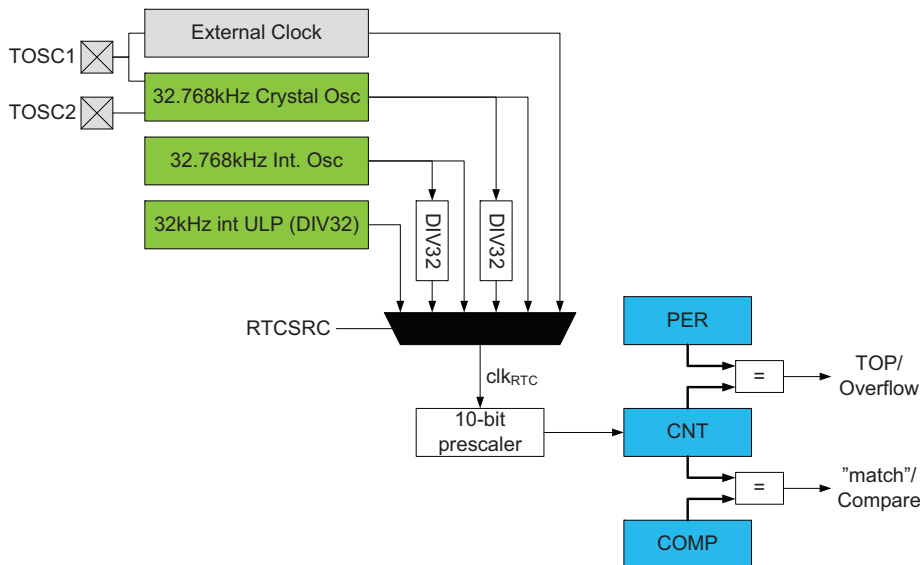 External Clock
TOSC1
32.768kHz Crystal Osc
TOSC2
32.768kHz Int. Osc
32kHz int ULP (DIV32)
DIV32
DIV32
RTCSRC
PER
clkRTC
=
TOP/
Overflow
10-bit
prescaler
CNT
=
”match”/
Compare
COMP